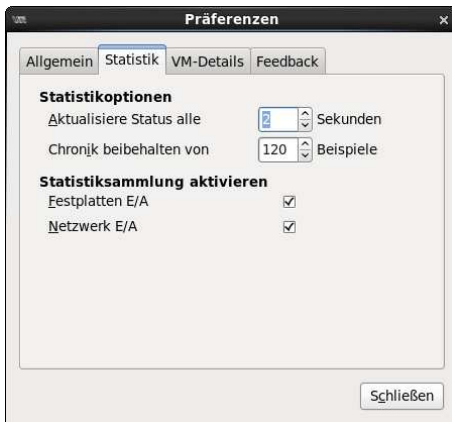 Präferenzen
Allgemein Statistik VM-Details Feedback
Statistikoptionen
Aktualisiere Status alle 2 Sekunden
Chronik beibehalten von 120 Beispiele
Statistiksammlung aktivieren
Festplatten E/A
Netzwerk E/A
Schließen